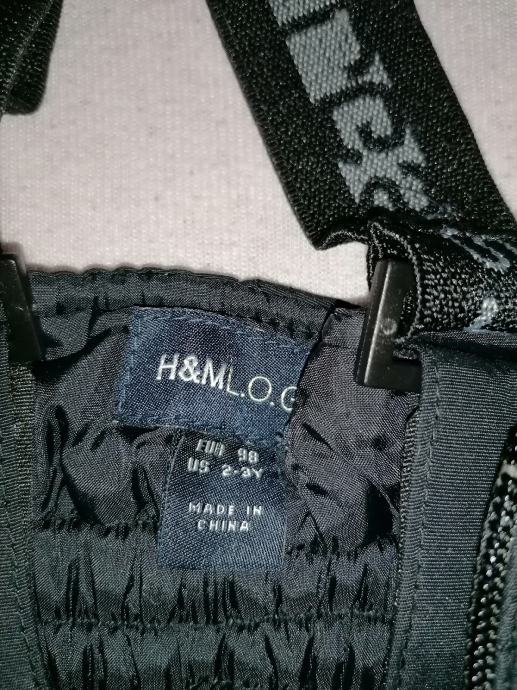 H&M L.O.G
EUR 98
US 2-3Y
MADE IN
CHINA